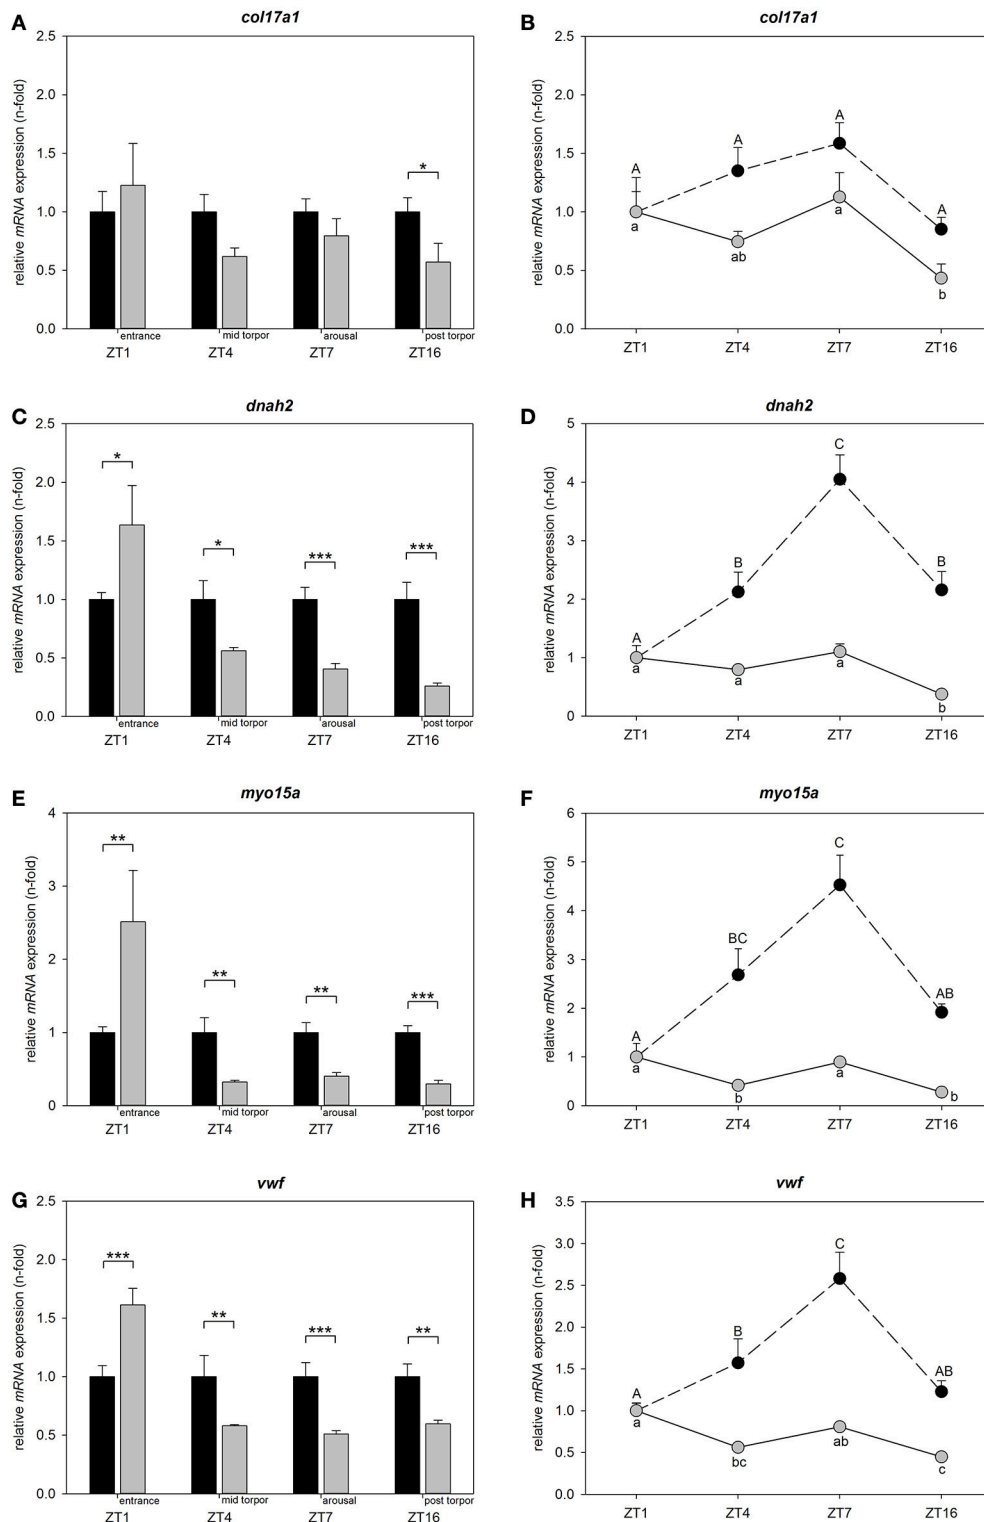 A
col17a1
relative mRNA expression (n-fold)
2.5
2.0
1.5
1.0
0.5
0.0
*
entrance
mid torpor
arousal
post torpor
ZT1
ZT4
ZT7
ZT16
B
col17a1
relative mRNA expression (n-fold)
2.5
2.0
1.5
1.0
0.5
0.0
A
A
A
A
a
ab
a
b
ZT1
ZT4
ZT7
ZT16
C
dnah2
relative mRNA expression (n-fold)
2.5
2.0
1.5
1.0
0.5
0.0
*
*
***
***
entrance
mid torpor
arousal
post torpor
ZT1
ZT4
ZT7
ZT16
D
dnah2
relative mRNA expression (n-fold)
5
4
3
2
1
0
A
B
C
B
a
a
a
b
ZT1
ZT4
ZT7
ZT16
E
myo15a
relative mRNA expression (n-fold)
4
3
2
1
0
**
**
**
***
entrance
mid torpor
arousal
post torpor
ZT1
ZT4
ZT7
ZT16
F
myo15a
relative mRNA expression (n-fold)
6
5
4
3
2
1
0
A
BC
C
AB
a
b
a
b
ZT1
ZT4
ZT7
ZT16
G
vwf
relative mRNA expression (n-fold)
2.5
2.0
1.5
1.0
0.5
0.0
***
**
***
**
entrance
mid torpor
arousal
post torpor
ZT1
ZT4
ZT7
ZT16
H
vwf
relative mRNA expression (n-fold)
3.5
3.0
2.5
2.0
1.5
1.0
0.5
0.0
A
B
C
AB
a
bc
ab
c
ZT1
ZT4
ZT7
ZT16